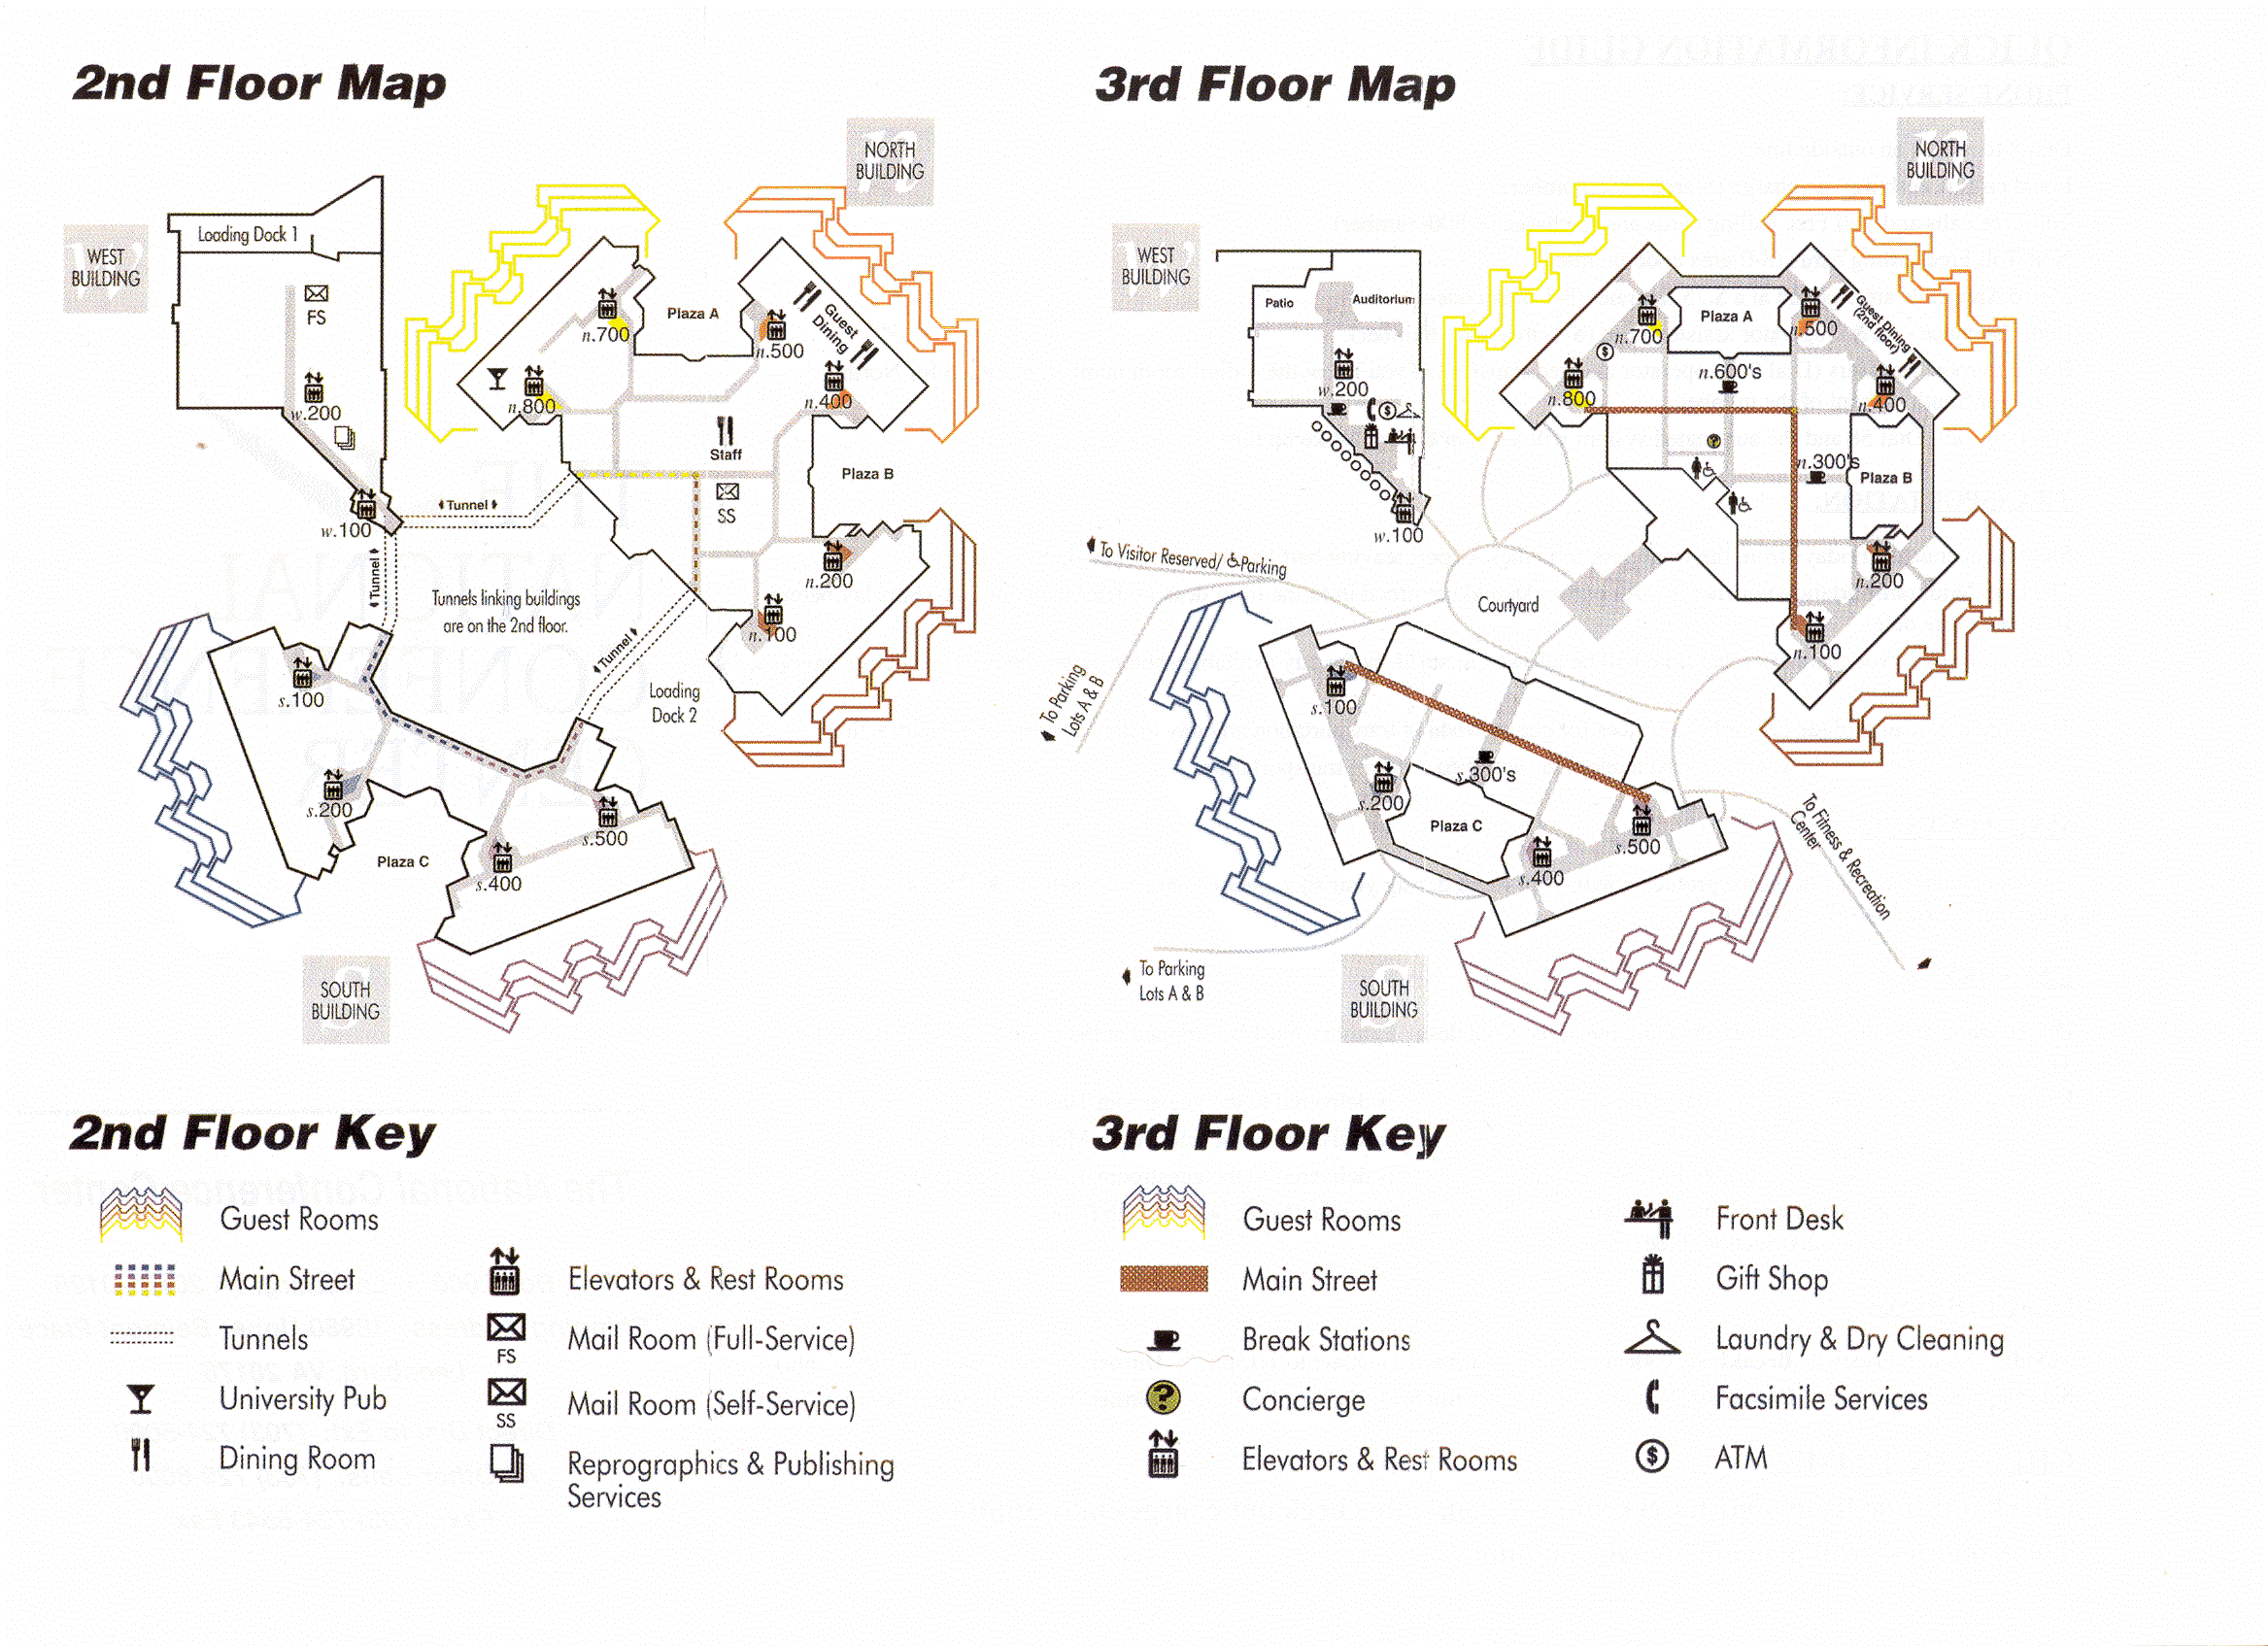 2nd Floor Map
NORTH
BUILDING
WEST
BUILDING
Loading Dock 1
FS
w.200
w.100
Plaza A
n.700
n.500
Guest
Dining
n.800
n.400
Staff
Plaza B
SS
n.200
n.100
Tunnel
Tunnel
Tunnel
Tunnels linking buildings
are on the 2nd floor.
Loading
Dock 2
s.100
s.200
s.500
Plaza C
s.400
SOUTH
BUILDING
3rd Floor Map
NORTH
BUILDING
WEST
BUILDING
Patio
Auditorium
w.200
w.100
Plaza A
n.700
n.500
Guest Dining
(2nd floor)
n.600's
n.800
n.400
n.300's
Plaza B
n.200
n.100
To Visitor Reserved/ Parking
Courtyard
To Parking
Lots A & B
s.100
s.300's
s.200
Plaza C
s.500
s.400
To Fitness & Recreation
Center
To Parking
Lots A & B
SOUTH
BUILDING
2nd Floor Key
Guest Rooms
Main Street
Tunnels
University Pub
Dining Room
Elevators & Rest Rooms
FS
Mail Room (Full-Service)
SS
Mail Room (Self-Service)
Reprographics & Publishing
Services
3rd Floor Key
Guest Rooms
Main Street
Break Stations
Concierge
Elevators & Rest Rooms
Front Desk
Gift Shop
Laundry & Dry Cleaning
Facsimile Services
ATM